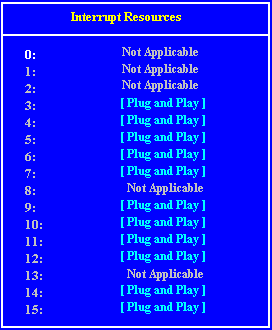 Interrupt Resources
0: Not Applicable
1: Not Applicable
2: Not Applicable
3: [ Plug and Play ]
4: [ Plug and Play ]
5: [ Plug and Play ]
6: [ Plug and Play ]
7: [ Plug and Play ]
8: Not Applicable
9: [ Plug and Play ]
10: [ Plug and Play ]
11: [ Plug and Play ]
12: [ Plug and Play ]
13: Not Applicable
14: [ Plug and Play ]
15: [ Plug and Play ]